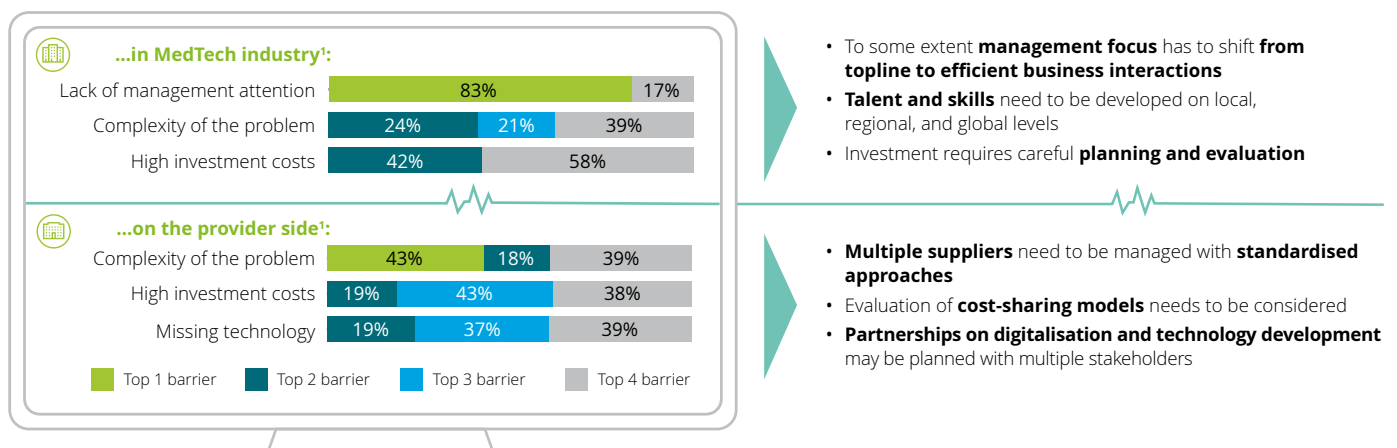 ...in MedTech industry¹:
Lack of management attention 83% 17%
Complexity of the problem 24% 21% 39%
High investment costs 42% 58%
...on the provider side¹:
Complexity of the problem 43% 18% 39%
High investment costs 19% 43% 38%
Missing technology 19% 37% 39%
Top 1 barrier Top 2 barrier Top 3 barrier Top 4 barrier
• To some extent management focus has to shift from
topline to efficient business interactions
• Talent and skills need to be developed on local,
regional, and global levels
• Investment requires careful planning and evaluation
• Multiple suppliers need to be managed with standardised
approaches
• Evaluation of cost-sharing models needs to be considered
• Partnerships on digitalisation and technology development
may be planned with multiple stakeholders